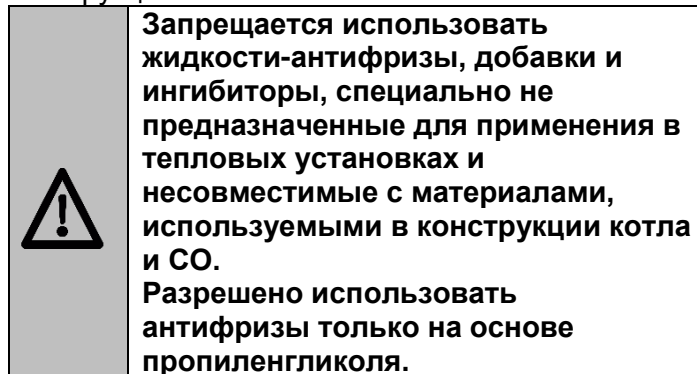 Запрещается использовать
жидкости-антифризы, добавки и
ингибиторы, специально не
предназначенные для применения в
тепловых установках и
несовместимые с материалами,
используемыми в конструкции котла
и СО.
Разрешено использовать
антифризы только на основе
пропиленгликоля.